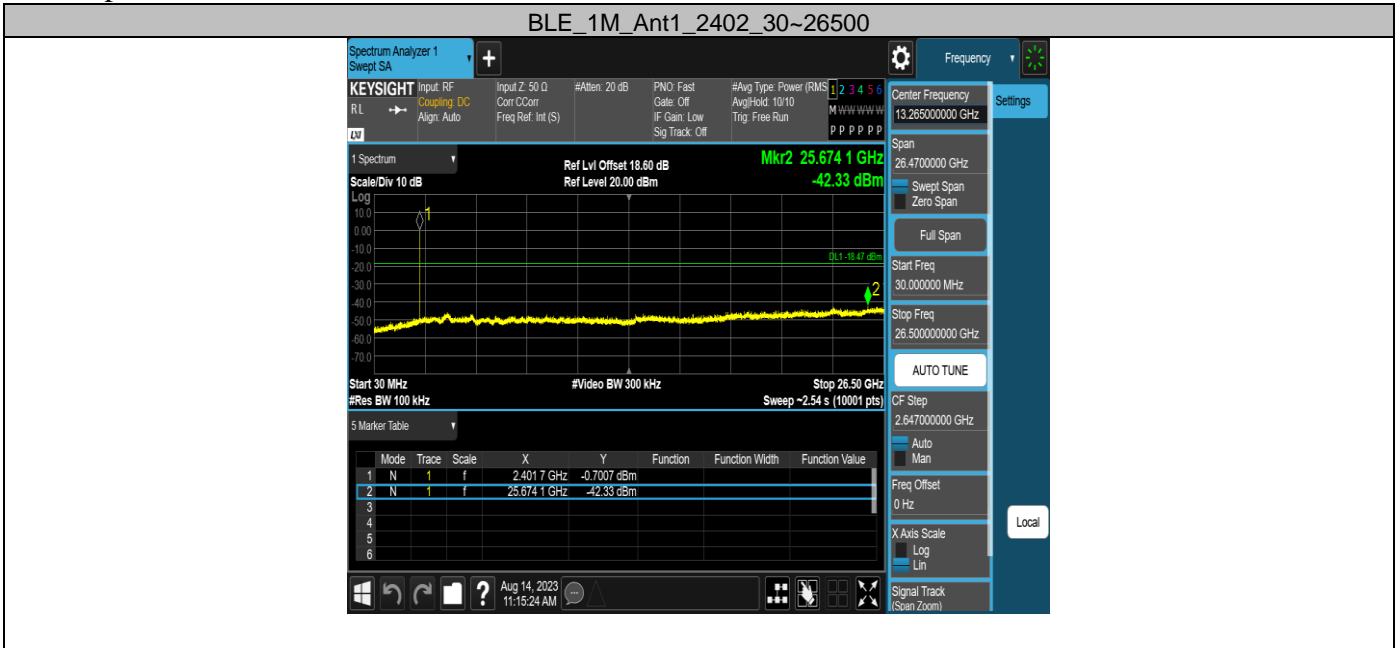 BLE_1M_Ant1_2402_30~26500
Spectrum Analyzer 1
Swept SA
+
Frequency
KEYSIGHT
RL
LXI
Input: RF
Coupling: DC
Align: Auto
Input Z: 50 Ω
Corr CCorr
Freq Ref: Int (S)
#Atten: 20 dB
PNO: Fast
Gate: Off
IF Gain: Low
Sig Track: Off
#Avg Type: Power (RMS
Avg|Hold: 10/10
Trig: Free Run
1 2 3 4 5 6
M W W W W W
P P P P P P
1 Spectrum
Scale/Div 10 dB
Ref Lvl Offset 18.60 dB
Ref Level 20.00 dBm
Mkr2 25.674 1 GHz
-42.33 dBm
Log
10.0
0.00
-10.0
-20.0
-30.0
-40.0
-50.0
-60.0
-70.0
1
DL1 -18.47 dBm
2
Start 30 MHz
#Res BW 100 kHz
#Video BW 300 kHz
Stop 26.50 GHz
Sweep ~2.54 s (10001 pts)
5 Marker Table
Mode Trace Scale X Y Function Function Width Function Value
1 N 1 f 2.401 7 GHz -0.7007 dBm
2 N 1 f 25.674 1 GHz -42.33 dBm
3
4
5
6
?
Aug 14, 2023
11:15:24 AM
Center Frequency
13.265000000 GHz
Span
26.4700000 GHz
Swept Span
Zero Span
Full Span
Start Freq
30.000000 MHz
Stop Freq
26.500000000 GHz
AUTO TUNE
CF Step
2.647000000 GHz
Auto
Man
Freq Offset
0 Hz
X Axis Scale
Log
Lin
Signal Track
(Span Zoom)
Settings
Local